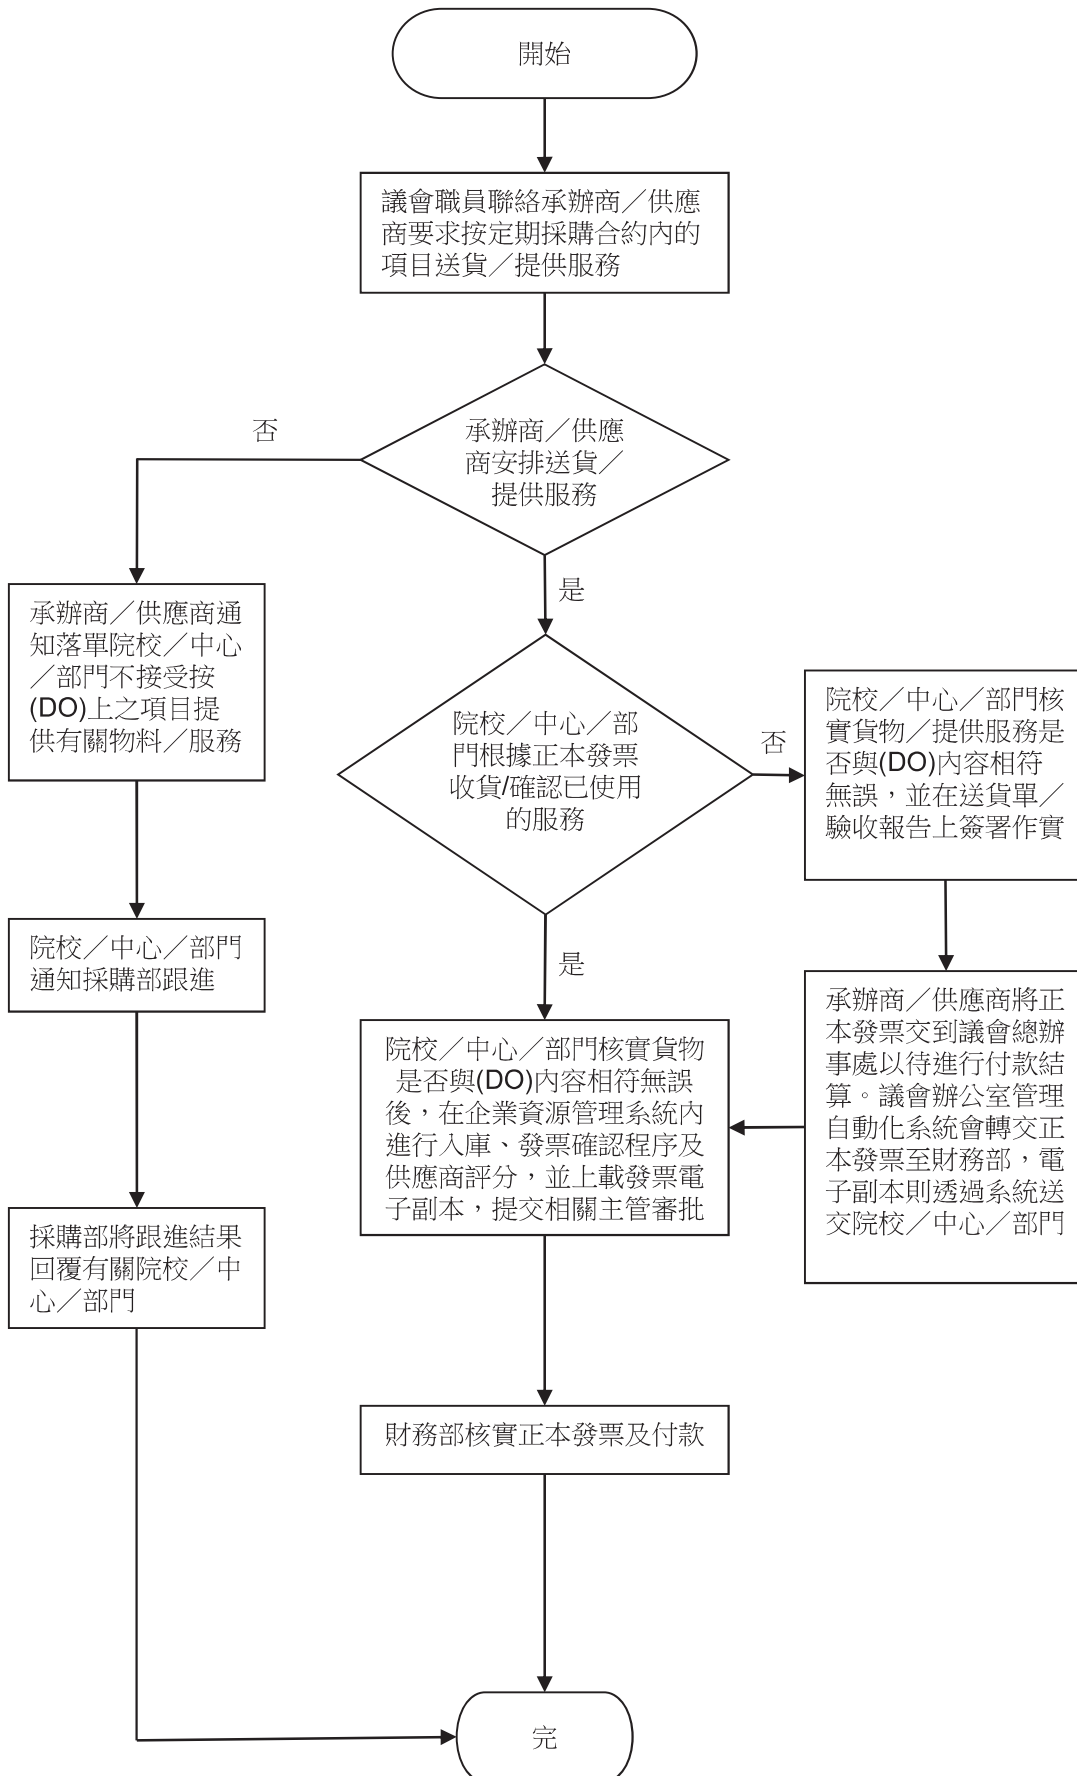 開始
議會職員聯絡承辦商／供應
商要求按定期採購合約內的
項目送貨／提供服務
承辦商／供應
商安排送貨／
提供服務
否
是
承辦商／供應商通
知落單院校／中心
／部門不接受按
(DO)上之項目提
供有關物料／服務
院校／中心／部門
通知採購部跟進
採購部將跟進結果
回覆有關院校／中
心／部門
院校／中心／部
門根據正本發票
收貨/確認已使用
的服務
否
是
院校／中心／部門核
實貨物／提供服務是
否與(DO)內容相符
無誤，並在送貨單／
驗收報告上簽署作實
承辦商／供應商將正
本發票交到議會總辦
事處以待進行付款結
算。議會辦公室管理
自動化系統會轉交正
本發票至財務部，電
子副本則透過系統送
交院校／中心／部門
院校／中心／部門核實貨物
是否與(DO)內容相符無誤
後，在企業資源管理系統內
進行入庫、發票確認程序及
供應商評分，並上載發票電
子副本，提交相關主管審批
財務部核實正本發票及付款
完